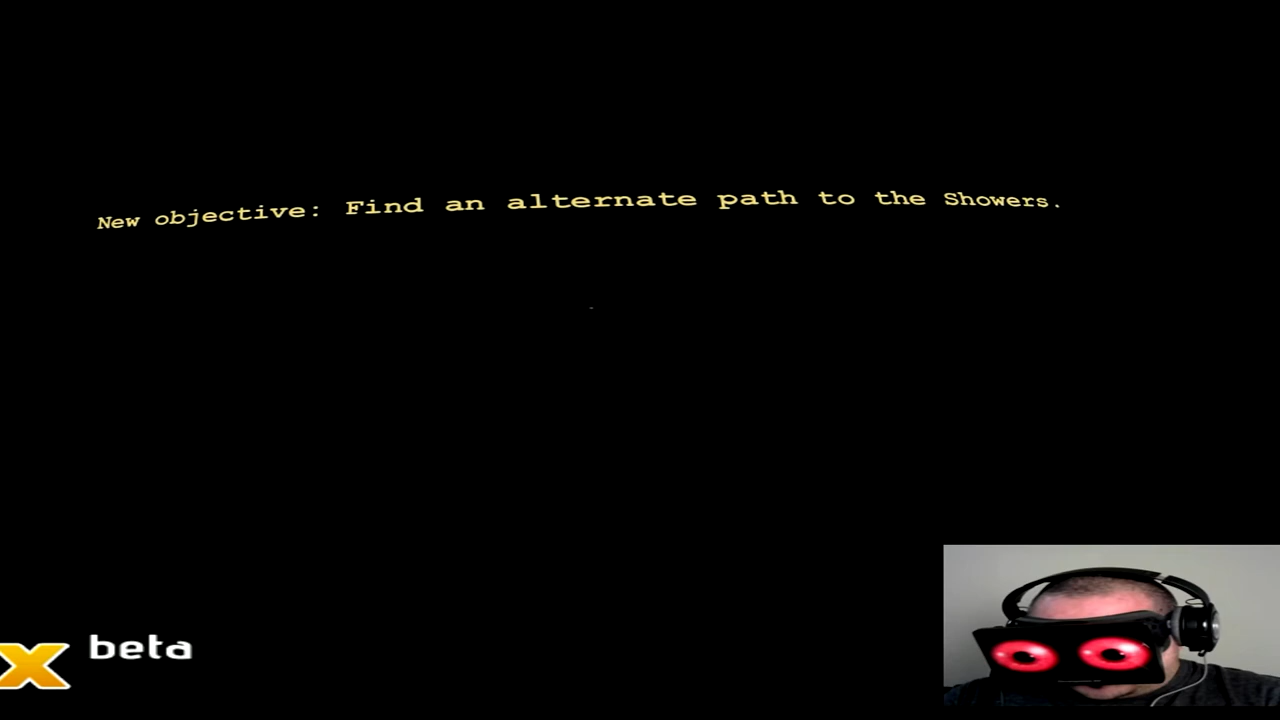 New objective: Find an alternate path to the Showers.
X beta